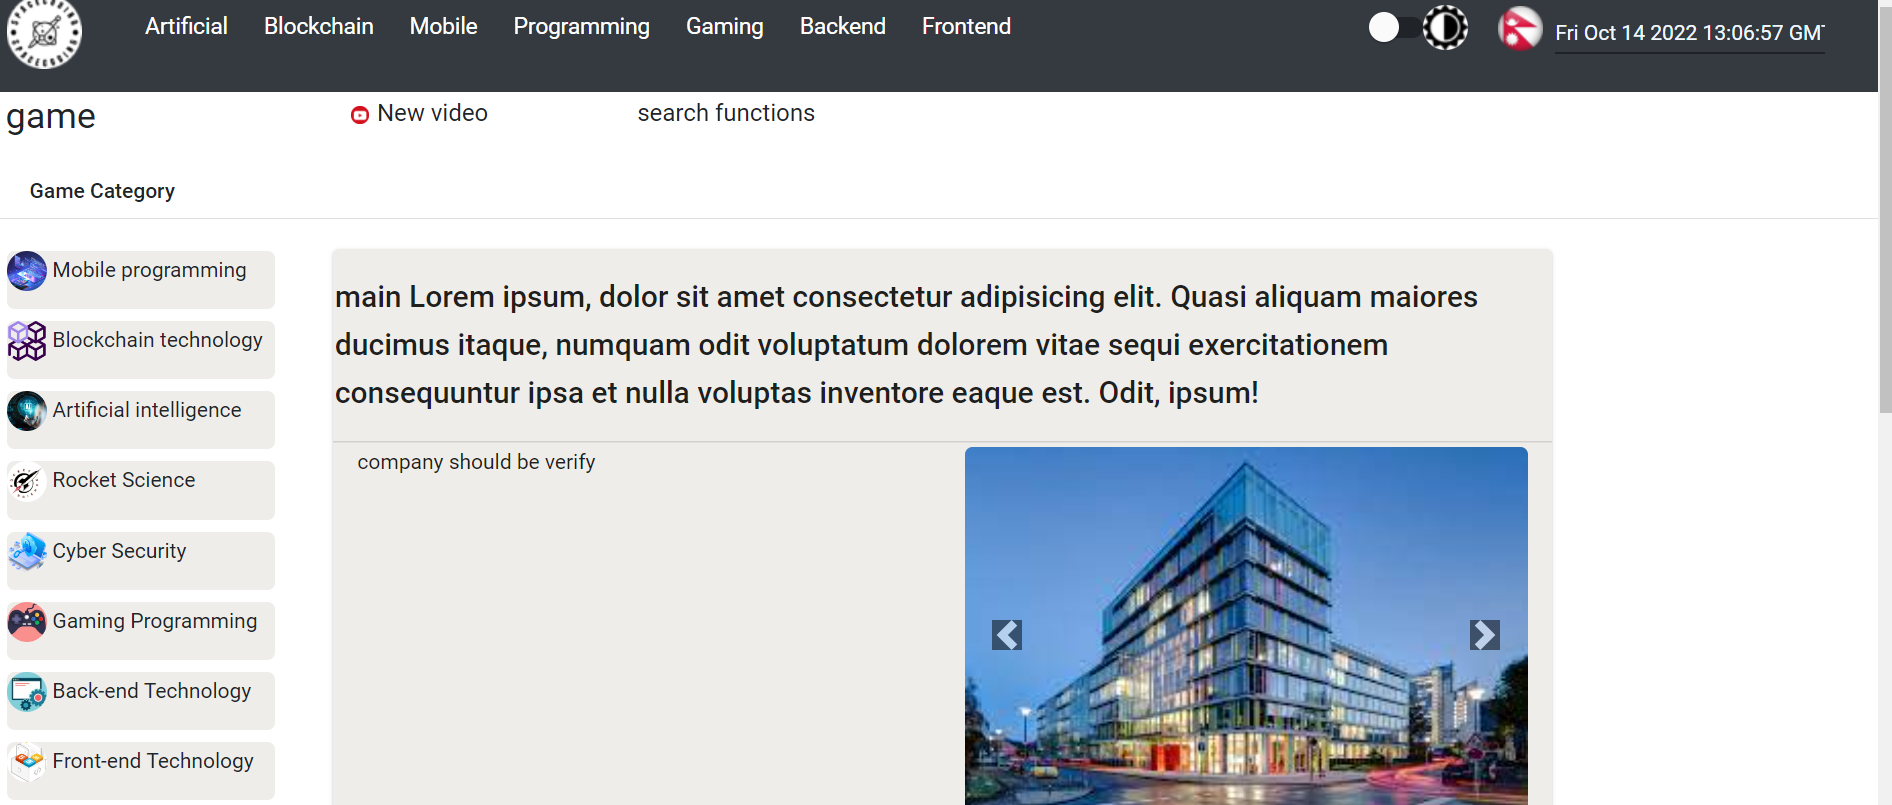 Artificial Blockchain Mobile Programming Gaming Backend Frontend
Fri Oct 14 2022 13:06:57 GM
game
New video
search functions
Game Category
Mobile programming
Blockchain technology
Artificial intelligence
Rocket Science
Cyber Security
Gaming Programming
Back-end Technology
Front-end Technology
main Lorem ipsum, dolor sit amet consectetur adipisicing elit. Quasi aliquam maiores
ducimus itaque, numquam odit voluptatum dolorem vitae sequi exercitationem
consequuntur ipsa et nulla voluptas inventore eaque est. Odit, ipsum!
company should be verify